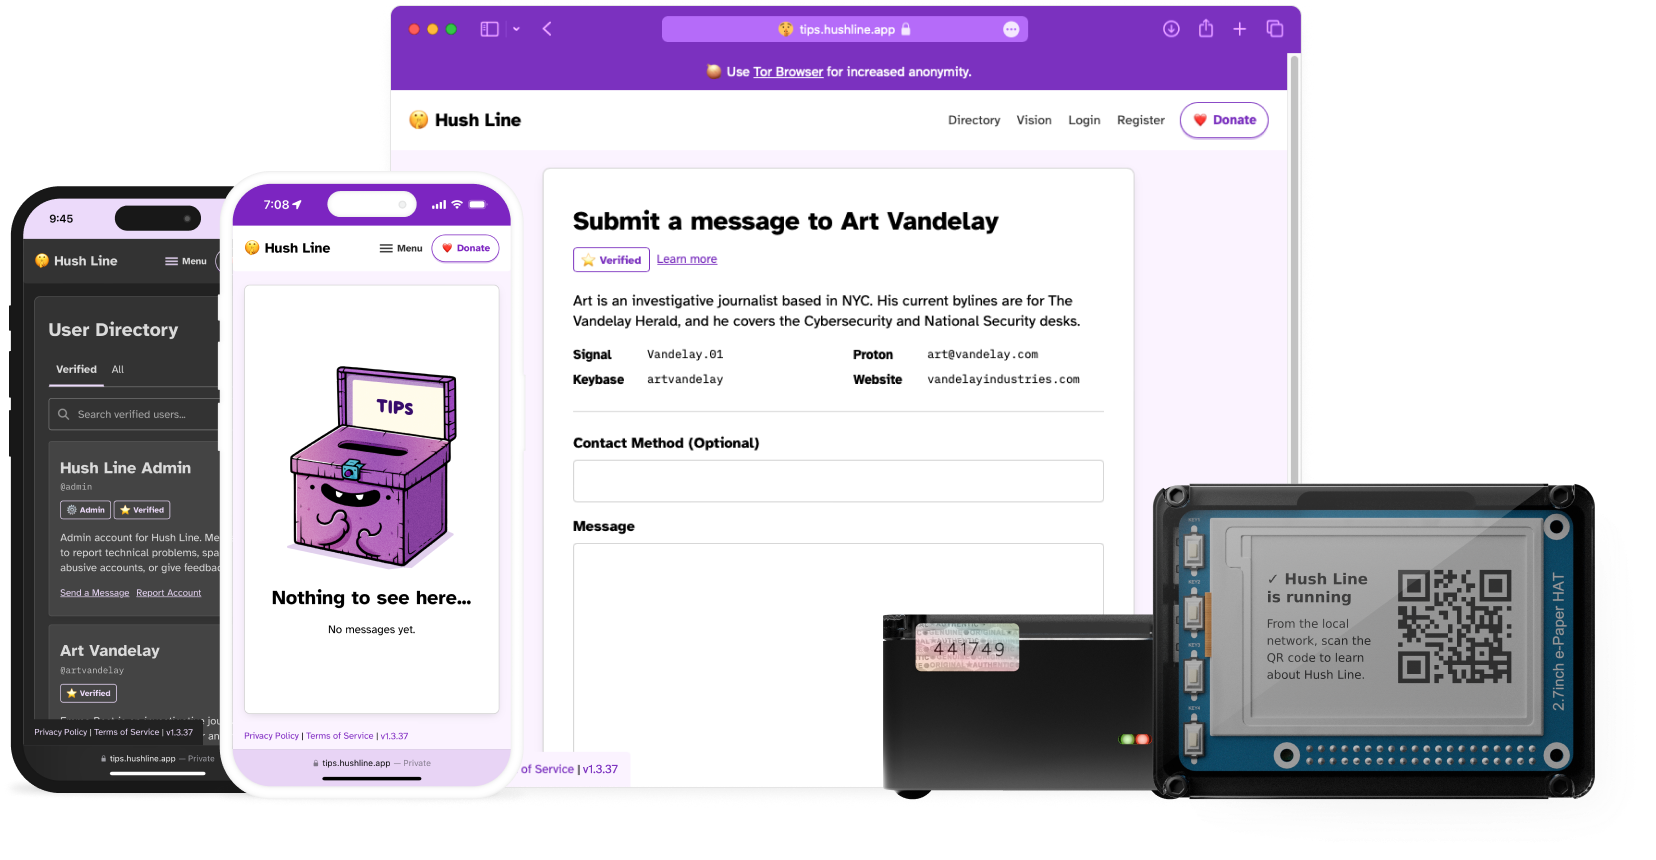 tips.hushline.app
Use Tor Browser for increased anonymity.
Hush Line
Directory Vision Login Register Donate
Submit a message to Art Vandelay
Verified Learn more
Art is an investigative journalist based in NYC. His current bylines are for The
Vandelay Herald, and he covers the Cybersecurity and National Security desks.
Signal Vandelay.01 Proton art@vandelay.com
Keybase artvandelay Website vandelayindustries.com
Contact Method (Optional)
Message
of Service | v1.3.37
9:45
Hush Line Menu
User Directory
Verified All
Search verified users...
Hush Line Admin
@admin
Admin Verified
Admin account for Hush Line. Me
to report technical problems, spa
abusive accounts, or give feedbac
Send a Message Report Account
Art Vandelay
@artvandelay
Verified
Privacy Policy | Terms of Service | v1.3.37
tips.hushline.app — Private
7:08
Hush Line Menu Donate
TIPS
Nothing to see here...
No messages yet.
Privacy Policy | Terms of Service | v1.3.37
tips.hushline.app — Private
441749
✓ Hush Line
is running
From the local
network, scan the
QR code to learn
about Hush Line.
KEY1
KEY2
KEY3
KEY4
2.7inch e-Paper HAT